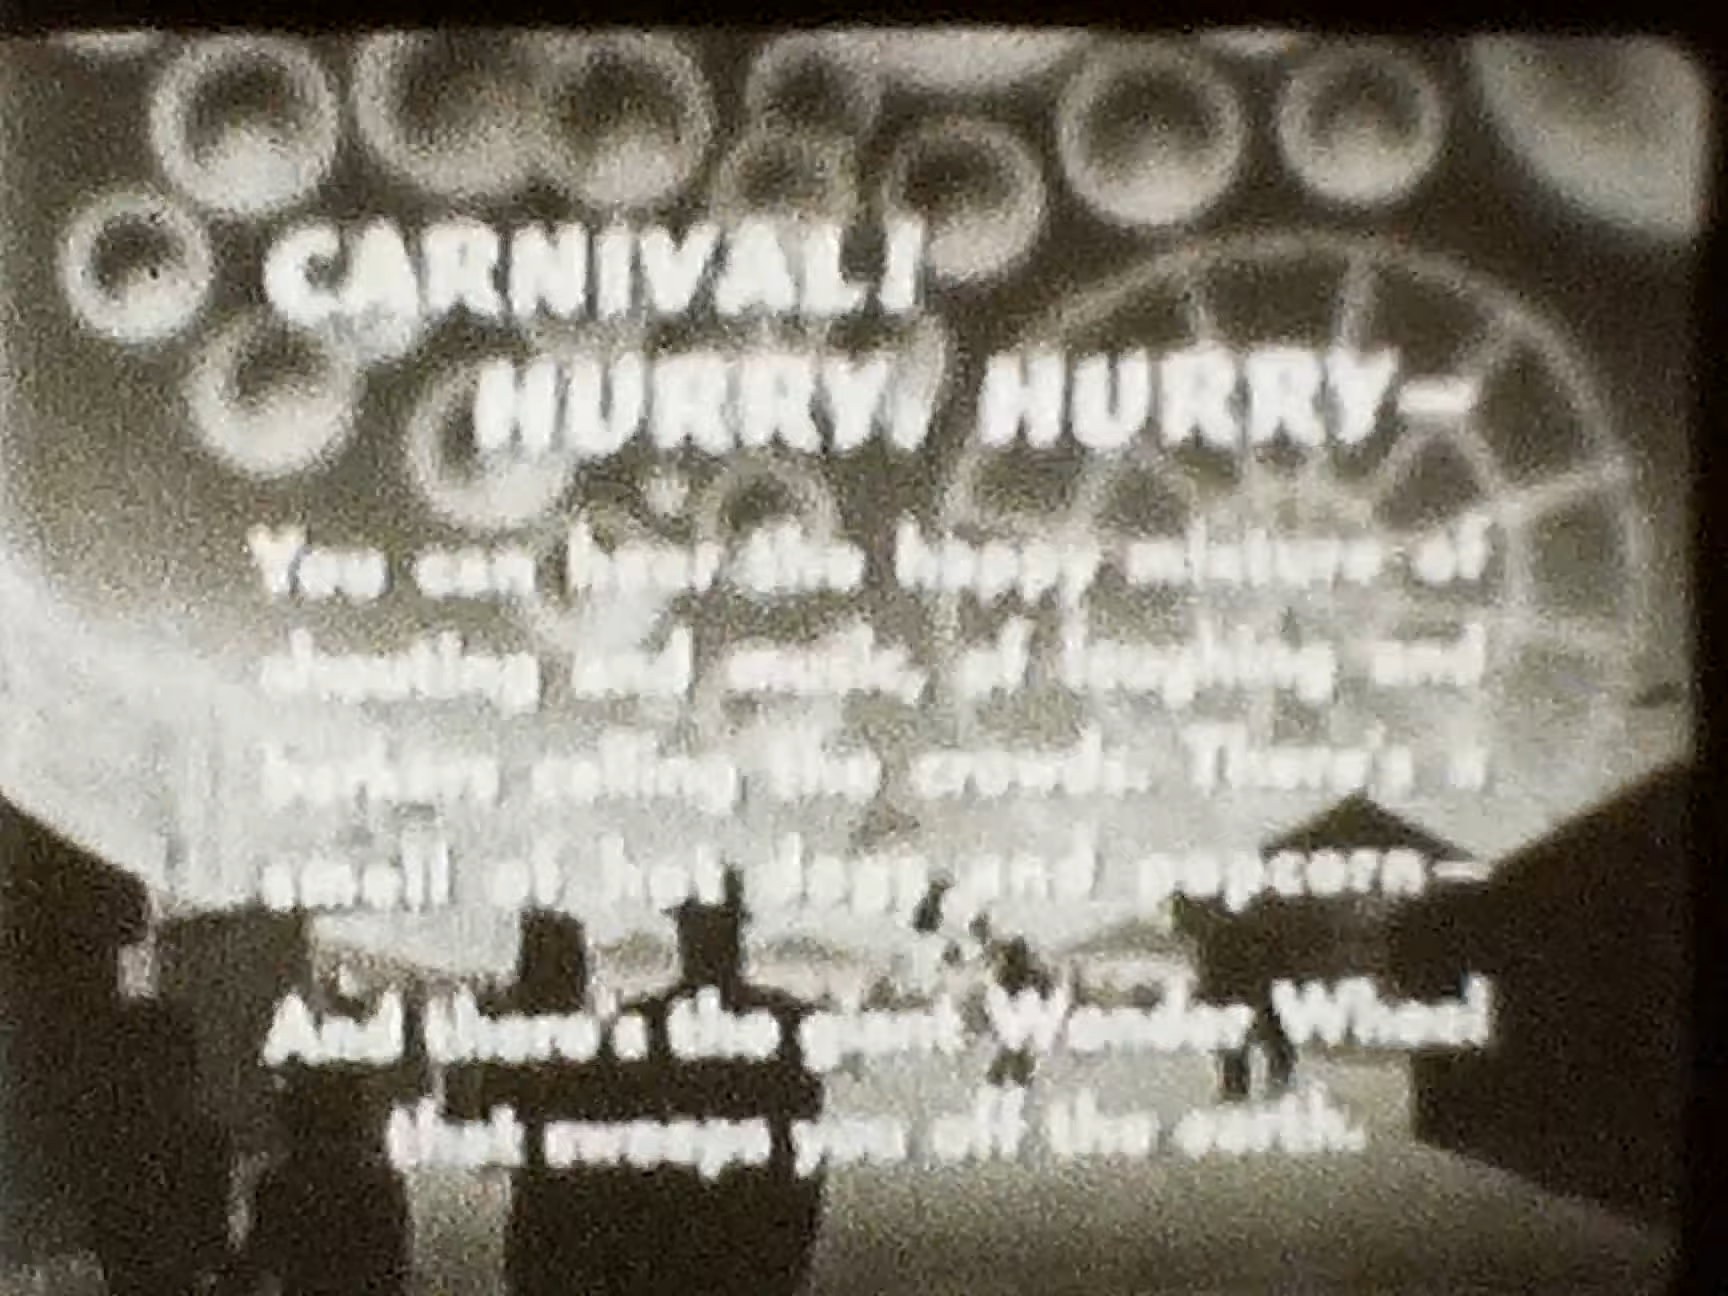 CARNIVAL!
HURRY, HURRY—
You can hear the happy mixture of
shouting and music, of laughing and
barkers calling the crowds. There's a
smell of hot dogs and popcorn—
And there's the giant Wonder Wheel
that sweeps you off the earth.